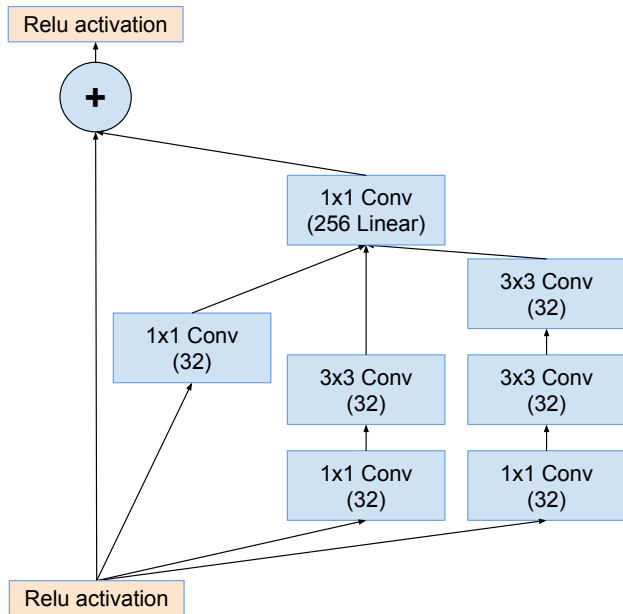 Relu activation
+
1x1 Conv
(256 Linear)
3x3 Conv
(32)
1x1 Conv
(32)
3x3 Conv
(32)
3x3 Conv
(32)
1x1 Conv
(32)
1x1 Conv
(32)
Relu activation